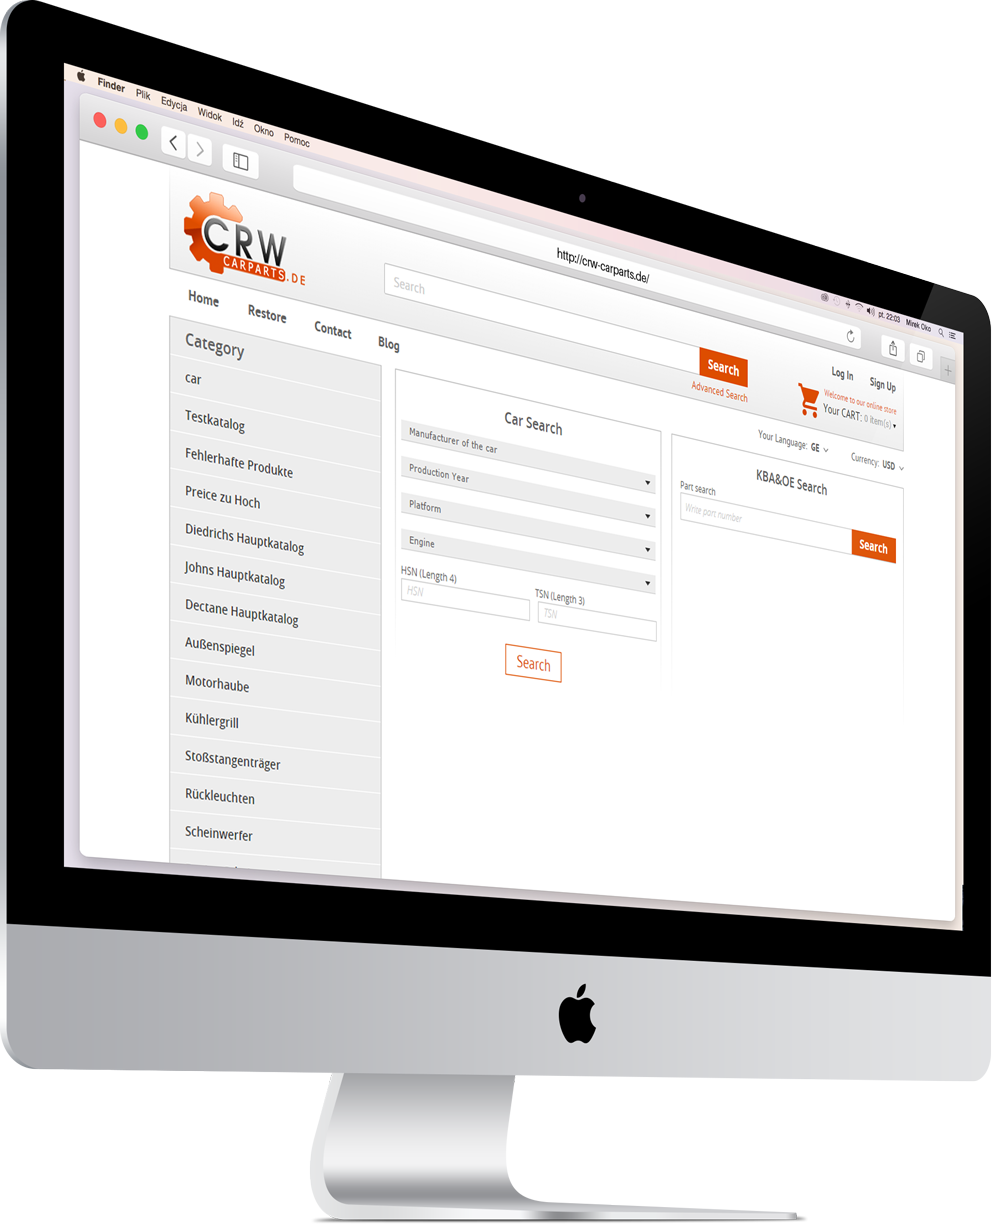 Finder Plik Edycja Widok Idź Okno Pomoc
pt. 22:03 Mirek Oko
http://crw-carparts.de/
CRW
CARPARTS.DE
Search
Search
Advanced Search
Log In Sign Up
Welcome to our online store
Your CART: 0 item(s)
Home Restore Contact Blog
Your Language: GE Currency: USD
Category
car
Testkatalog
Fehlerhafte Produkte
Preice zu Hoch
Diedrichs Hauptkatalog
Johns Hauptkatalog
Dectane Hauptkatalog
Außenspiegel
Motorhaube
Kühlergrill
Stoßstangenträger
Rückleuchten
Scheinwerfer
Car Search
Manufacturer of the car
Production Year
Platform
Engine
HSN (Length 4)
HSN
TSN (Length 3)
TSN
Search
KBA&OE Search
Part search
Write part number
Search